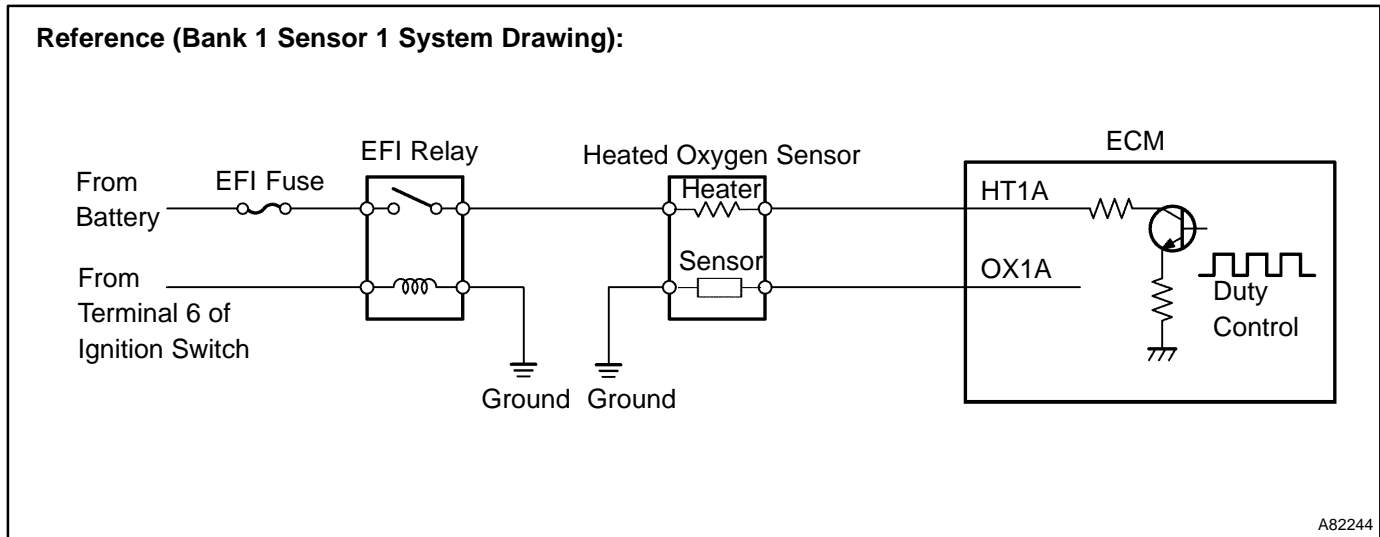 Reference (Bank 1 Sensor 1 System Drawing):
ECM
EFI Relay
Heated Oxygen Sensor
From
Battery
EFI Fuse
Heater
HT1A
From
Terminal 6 of
Ignition Switch
Sensor
OX1A
Duty
Control
Ground
Ground
A82244